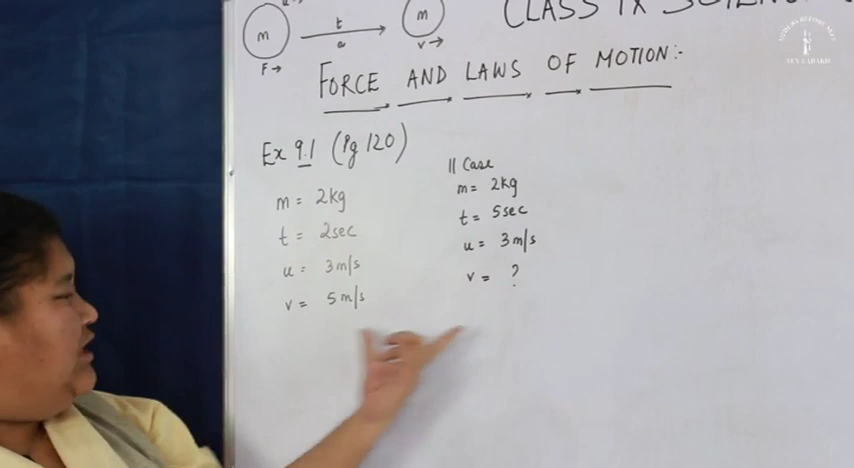 m t m
a
F→ v→
CLASS IX SCIENC
FORCE AND LAWS OF MOTION:-
Ex 9.1 (Pg 120)
m = 2kg
t = 2sec
u = 3m/s
v = 5m/s
II Case
m= 2kg
t = 5sec
u = 3m/s
v = ?